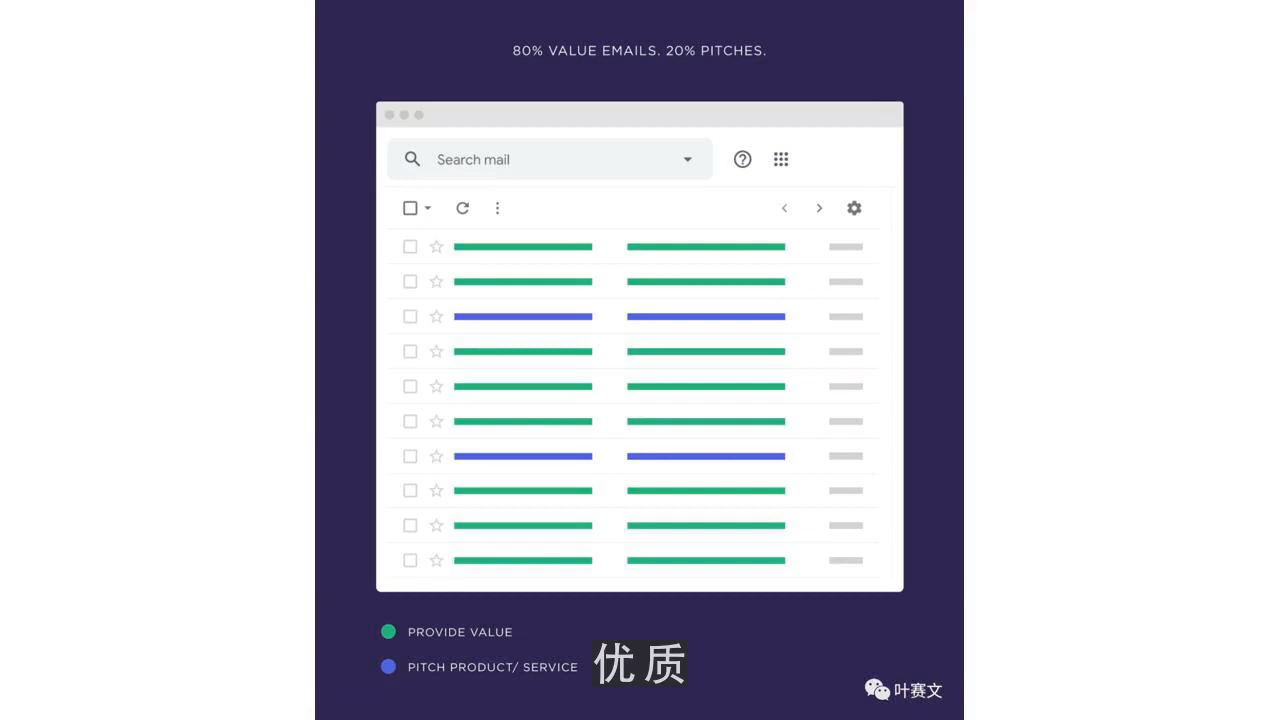 80% VALUE EMAILS. 20% PITCHES.
Search mail
PROVIDE VALUE
PITCH PRODUCT/ SERVICE
优质
叶赛文